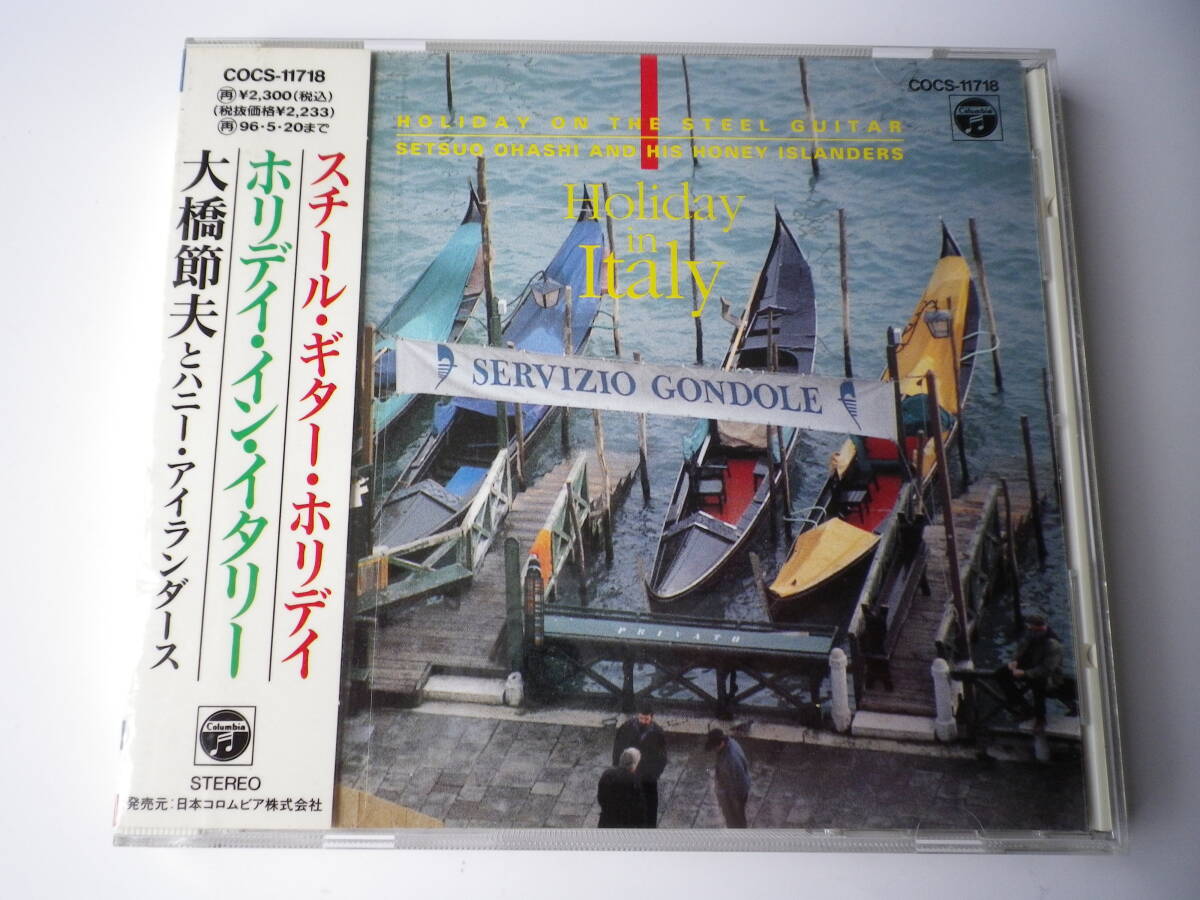 COCS-11718
再 ¥2,300(税込)
(税抜価格¥2,233)
再 96・5・20まで
スチール・ギター・ホリデイ
ホリデイ・イン・イタリー
大橋節夫とハニー・アイランダース
Columbia
STEREO
発売元:日本コロムビア株式会社
COCS-11718
Columbia
HOLIDAY ON THE STEEL GUITAR
SETSUO OHASHI AND HIS HONEY ISLANDERS
Holiday
in
Italy
SERVIZIO GONDOLE
PRIVATO